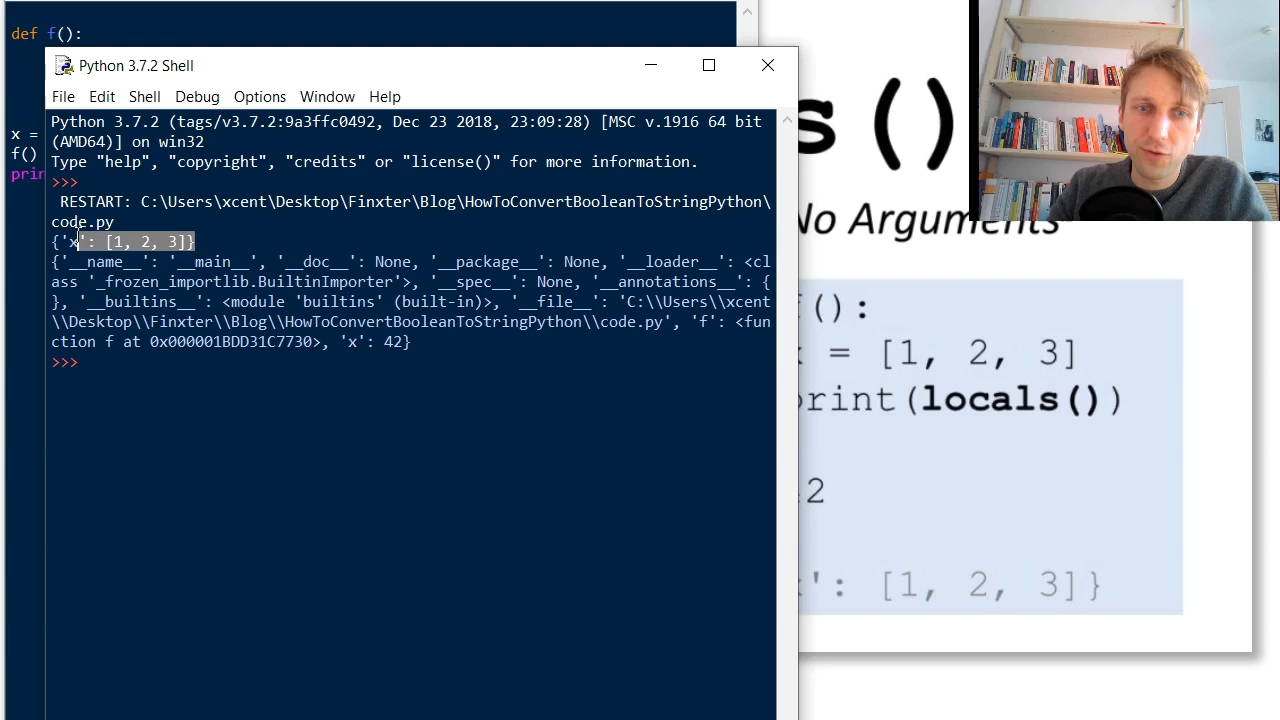 def f():
Python 3.7.2 Shell
File Edit Shell Debug Options Window Help
Python 3.7.2 (tags/v3.7.2:9a3ffc0492, Dec 23 2018, 23:09:28) [MSC v.1916 64 bit
(AMD64)] on win32
Type "help", "copyright", "credits" or "license()" for more information.
>>>
RESTART: C:\Users\xcent\Desktop\Finxter\Blog\HowToConvertBooleanToStringPython\
code.py
{'x': [1, 2, 3]}
{'__name__': '__main__', '__doc__': None, '__package__': None, '__loader__': <cl
ass '_frozen_importlib.BuiltinImporter'>, '__spec__': None, '__annotations__': {
}, '__builtins__': <module 'builtins' (built-in)>, '__file__': 'C:\\Users\\xcent
\\Desktop\\Finxter\\Blog\\HowToConvertBooleanToStringPython\\code.py', 'f': <fun
ction f at 0x000001BDD31C7730>, 'x': 42}
>>>
x =
f()
prin
s()
No Arguments
f():
x = [1, 2, 3]
print(locals())
2
x': [1, 2, 3]}